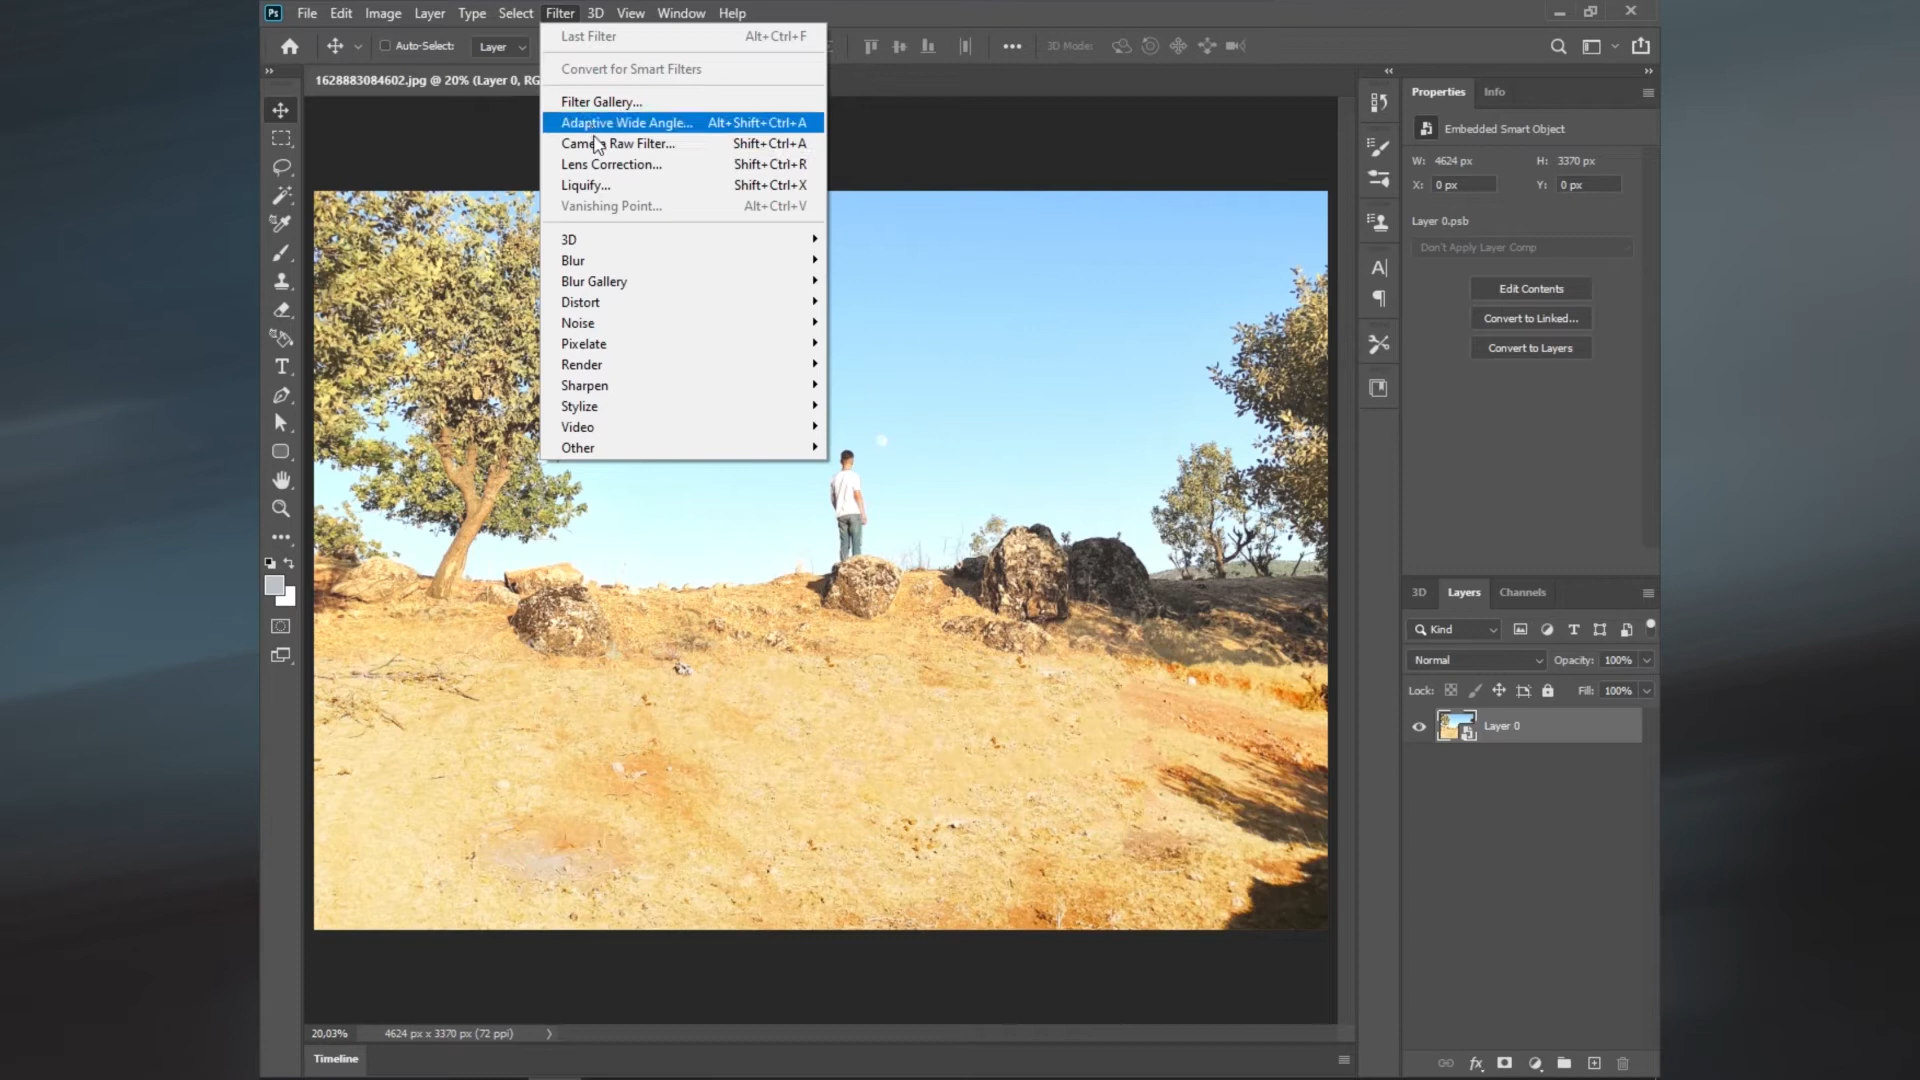 Ps File Edit Image Layer Type Select Filter 3D View Window Help
Auto-Select: Layer 3D Mode:
1628883084602.jpg @ 20% (Layer 0, RG
Last Filter Alt+Ctrl+F
Convert for Smart Filters
Filter Gallery...
Adaptive Wide Angle... Alt+Shift+Ctrl+A
Camera Raw Filter... Shift+Ctrl+A
Lens Correction... Shift+Ctrl+R
Liquify... Shift+Ctrl+X
Vanishing Point... Alt+Ctrl+V
3D
Blur
Blur Gallery
Distort
Noise
Pixelate
Render
Sharpen
Stylize
Video
Other
Properties Info
Embedded Smart Object
W: 4624 px H: 3370 px
X: 0 px Y: 0 px
Layer 0.psb
Don't Apply Layer Comp
Edit Contents
Convert to Linked...
Convert to Layers
3D Layers Channels
Kind
Normal Opacity: 100%
Lock: Fill: 100%
Layer 0
20,03% 4624 px x 3370 px (72 ppi)
Timeline